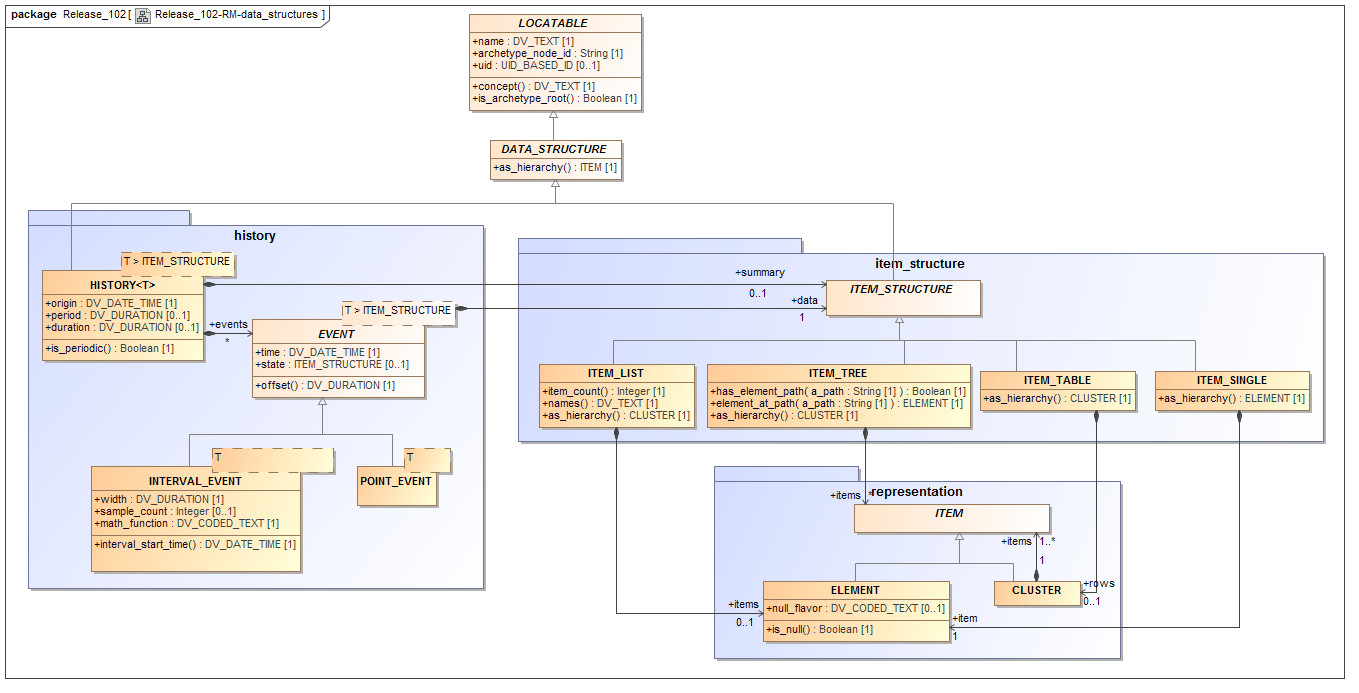 package Release_102 [ Release_102-RM-data_structures ]
LOCATABLE
+name : DV_TEXT [1]
+archetype_node_id : String [1]
+uid : UID_BASED_ID [0..1]
+concept() : DV_TEXT [1]
+is_archetype_root() : Boolean [1]
DATA_STRUCTURE
+as_hierarchy() : ITEM [1]
history
T > ITEM_STRUCTURE
HISTORY<T>
+origin : DV_DATE_TIME [1]
+period : DV_DURATION [0..1]
+duration : DV_DURATION [0..1]
+is_periodic() : Boolean [1]
+events
*
T > ITEM_STRUCTURE
EVENT
+time : DV_DATE_TIME [1]
+state : ITEM_STRUCTURE [0..1]
+offset() : DV_DURATION [1]
T
INTERVAL_EVENT
+width : DV_DURATION [1]
+sample_count : Integer [0..1]
+math_function : DV_CODED_TEXT [1]
+interval_start_time() : DV_DATE_TIME [1]
T
POINT_EVENT
item_structure
+summary
0..1
+data
1
ITEM_STRUCTURE
ITEM_LIST
+item_count() : Integer [1]
+names() : DV_TEXT [1]
+as_hierarchy() : CLUSTER [1]
ITEM_TREE
+has_element_path( a_path : String [1] ) : Boolean [1]
+element_at_path( a_path : String [1] ) : ELEMENT [1]
+as_hierarchy() : CLUSTER [1]
ITEM_TABLE
+as_hierarchy() : CLUSTER [1]
ITEM_SINGLE
+as_hierarchy() : ELEMENT [1]
representation
+items *
ITEM
+items 1..*
1
CLUSTER
+rows
0..1
+items
0..1
ELEMENT
+null_flavor : DV_CODED_TEXT [0..1]
+is_null() : Boolean [1]
+item
1